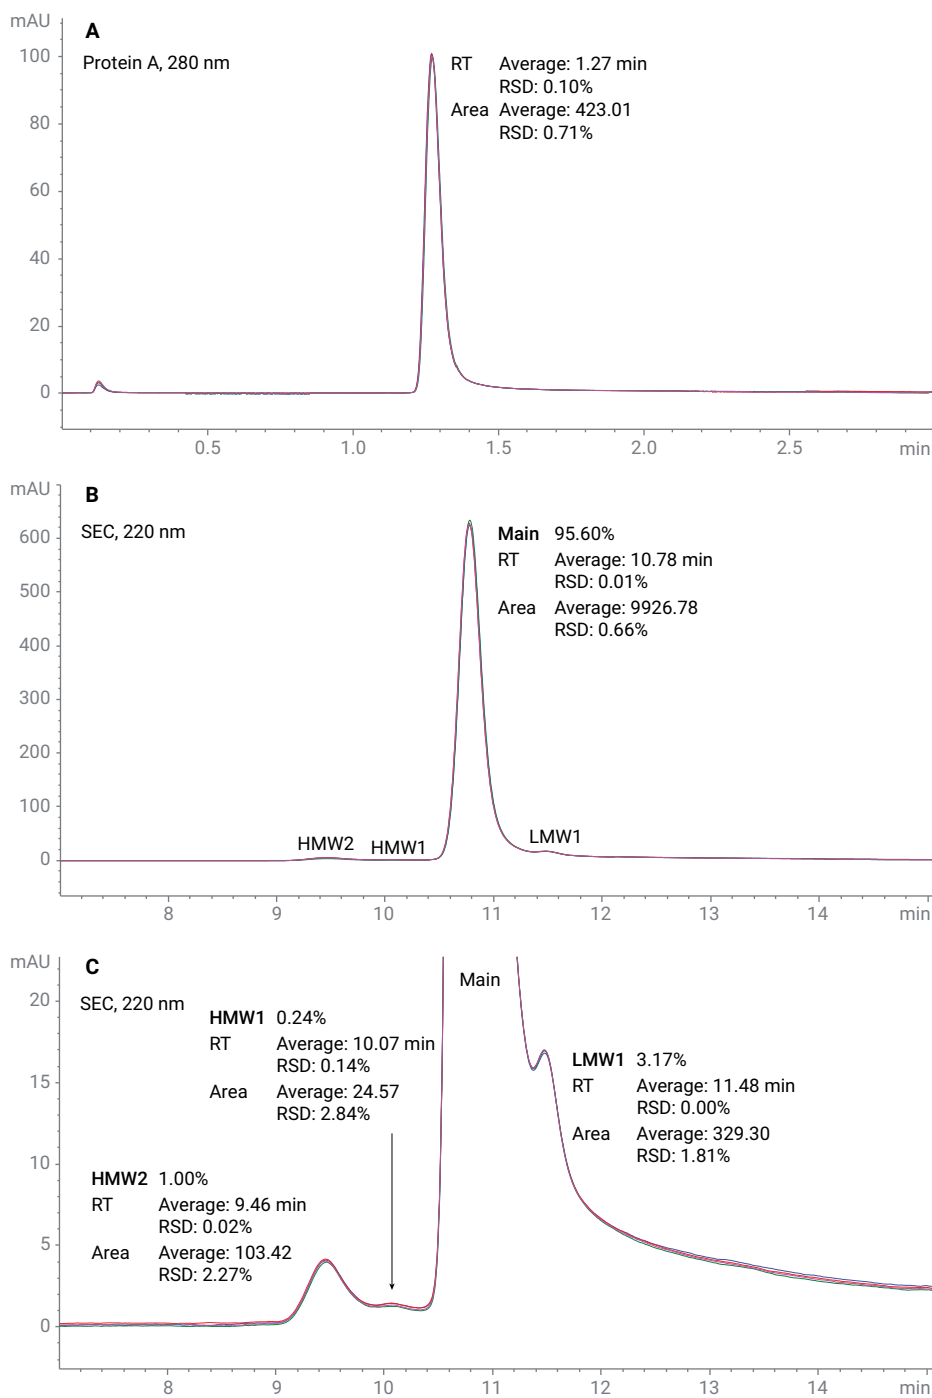 mAU
A
Protein A, 280 nm
RT Average: 1.27 min
RSD: 0.10%
Area Average: 423.01
RSD: 0.71%
100
80
60
40
20
0
0.5 1.0 1.5 2.0 2.5 min
mAU
B
SEC, 220 nm
Main 95.60%
RT Average: 10.78 min
RSD: 0.01%
Area Average: 9926.78
RSD: 0.66%
600
500
400
300
200
100
0
HMW2 HMW1 LMW1
8 9 10 11 12 13 14 min
mAU
C
SEC, 220 nm
Main
HMW1 0.24%
RT Average: 10.07 min
RSD: 0.14%
Area Average: 24.57
RSD: 2.84%
LMW1 3.17%
RT Average: 11.48 min
RSD: 0.00%
Area Average: 329.30
RSD: 1.81%
HMW2 1.00%
RT Average: 9.46 min
RSD: 0.02%
Area Average: 103.42
RSD: 2.27%
20
15
10
5
0
8 9 10 11 12 13 14 min